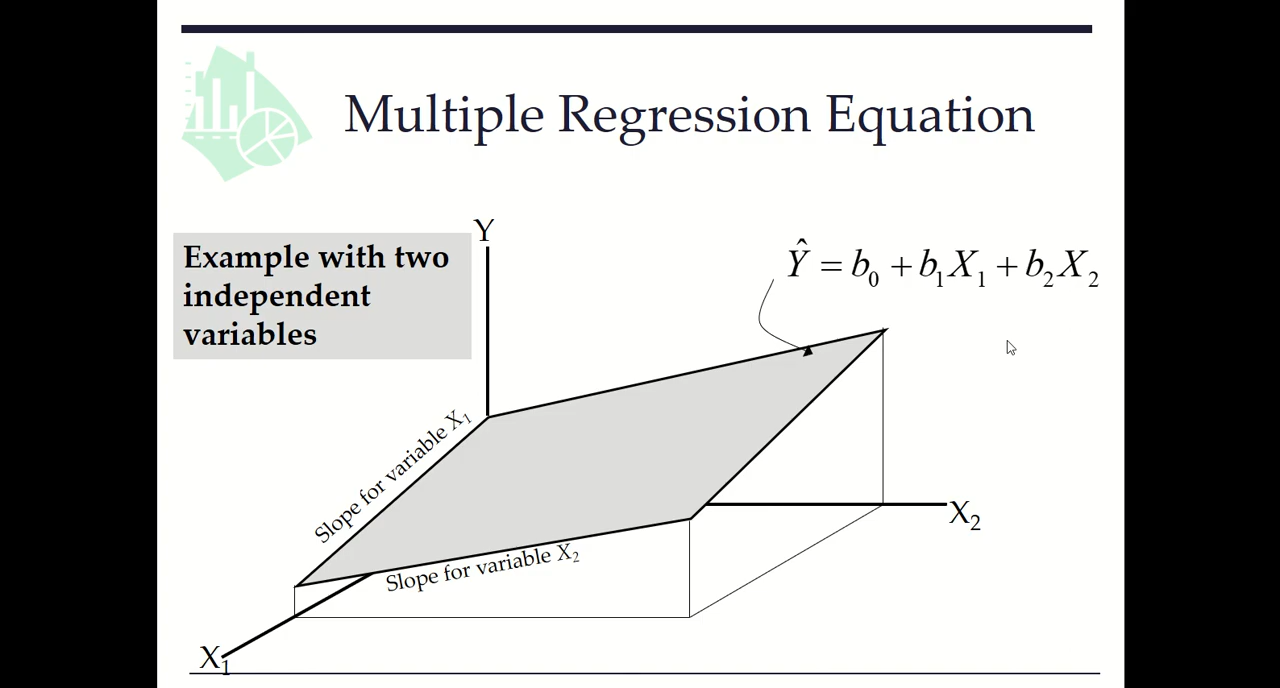 Multiple Regression Equation
Example with two
independent
variables
Y
Ŷ = b₀ + b₁X₁ + b₂X₂
Slope for variable X₁
Slope for variable X₂
X₂
X₁